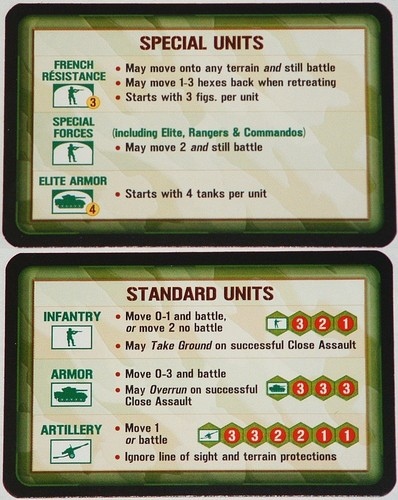 SPECIAL UNITS
FRENCH
RÉSISTANCE
3
• May move onto any terrain and still battle
• May move 1-3 hexes back when retreating
• Starts with 3 figs. per unit
SPECIAL
FORCES
(including Elite, Rangers & Commandos)
• May move 2 and still battle
ELITE ARMOR
4
• Starts with 4 tanks per unit
STANDARD UNITS
INFANTRY
• Move 0-1 and battle,
or move 2 no battle
3 2 1
• May Take Ground on successful Close Assault
ARMOR
• Move 0-3 and battle
• May Overrun on successful
Close Assault
3 3 3
ARTILLERY
• Move 1
or battle
3 3 2 2 1 1
• Ignore line of sight and terrain protections